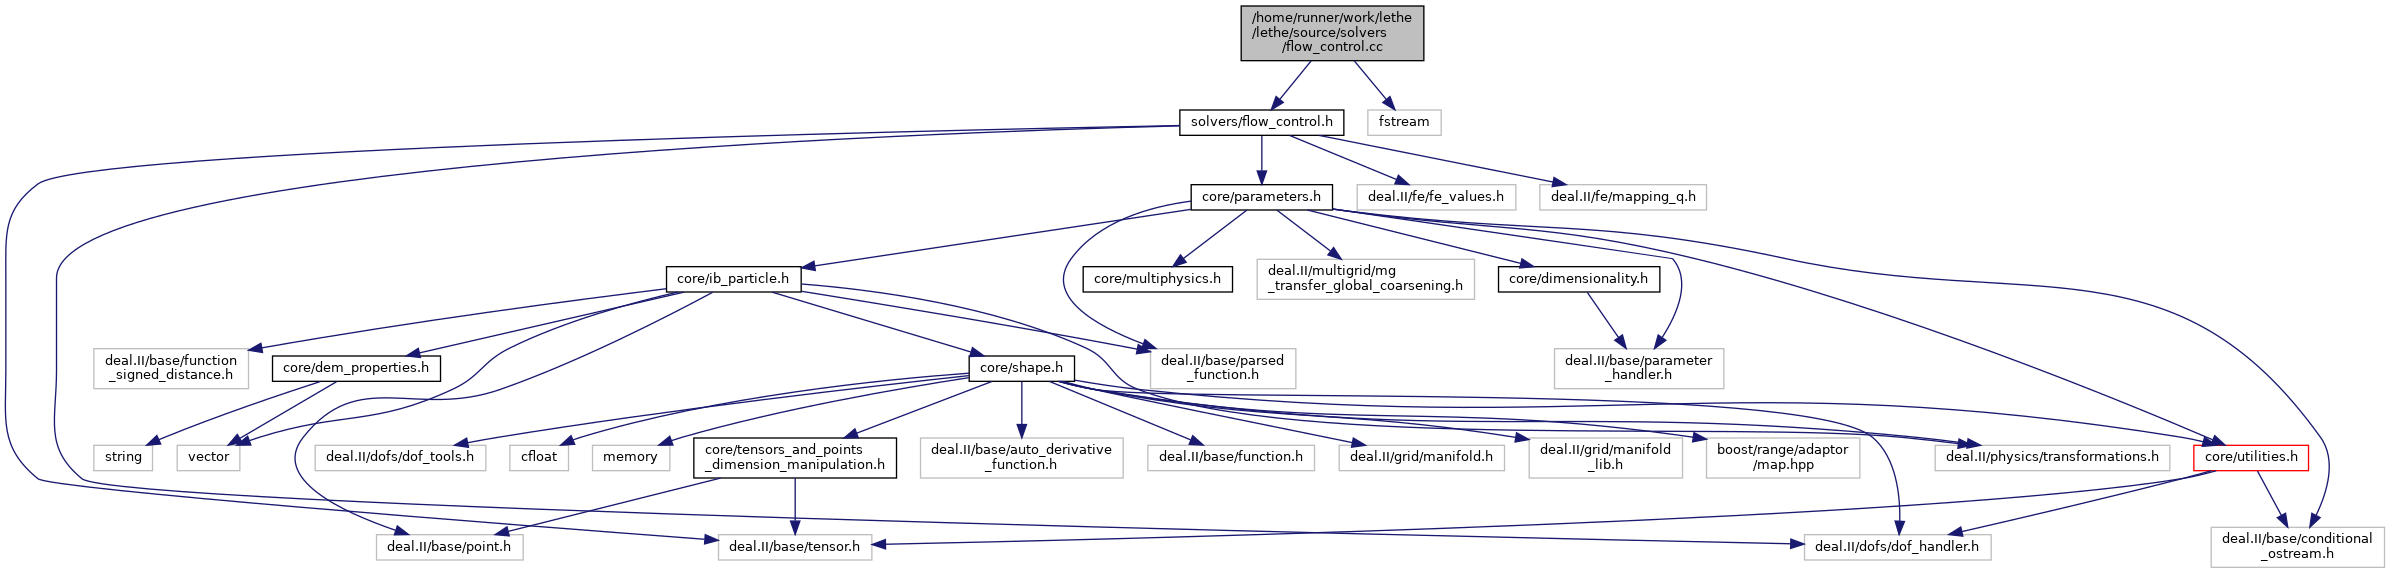 /home/runner/work/lethe
/lethe/source/solvers
/flow_control.cc
solvers/flow_control.h
fstream
core/parameters.h
deal.II/fe/fe_values.h
deal.II/fe/mapping_q.h
core/ib_particle.h
core/multiphysics.h
deal.II/multigrid/mg
_transfer_global_coarsening.h
core/dimensionality.h
deal.II/base/function
_signed_distance.h
core/dem_properties.h
core/shape.h
deal.II/base/parsed
_function.h
deal.II/base/parameter
_handler.h
string
vector
deal.II/dofs/dof_tools.h
cfloat
memory
core/tensors_and_points
_dimension_manipulation.h
deal.II/base/auto_derivative
_function.h
deal.II/base/function.h
deal.II/grid/manifold.h
deal.II/grid/manifold
_lib.h
boost/range/adaptor
/map.hpp
deal.II/physics/transformations.h
core/utilities.h
deal.II/base/point.h
deal.II/base/tensor.h
deal.II/dofs/dof_handler.h
deal.II/base/conditional
_ostream.h